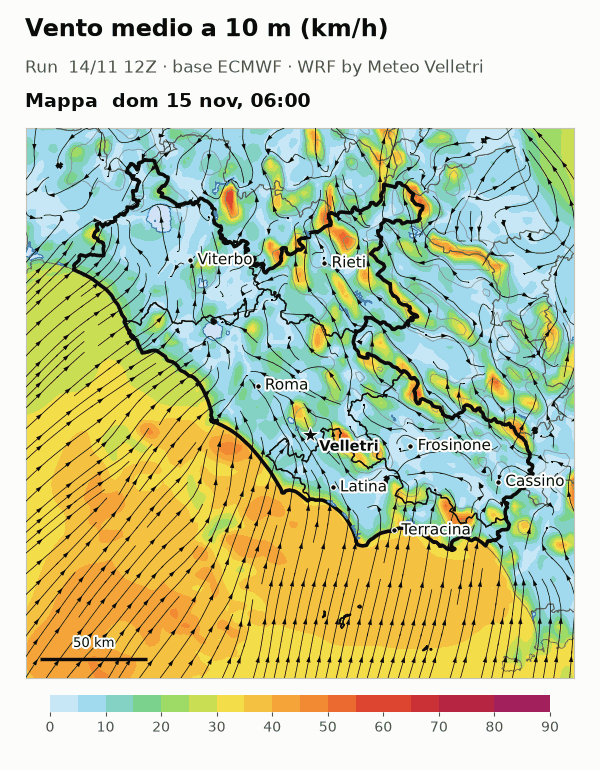 Vento medio a 10 m (km/h)
Run  14/11 12Z · base ECMWF · WRF by Meteo Velletri
Mappa  dom 15 nov, 06:00
Viterbo
Rieti
Roma
Velletri
Frosinone
Latina
Cassino
Terracina
50 km
0 10 20 30 40 50 60 70 80 90